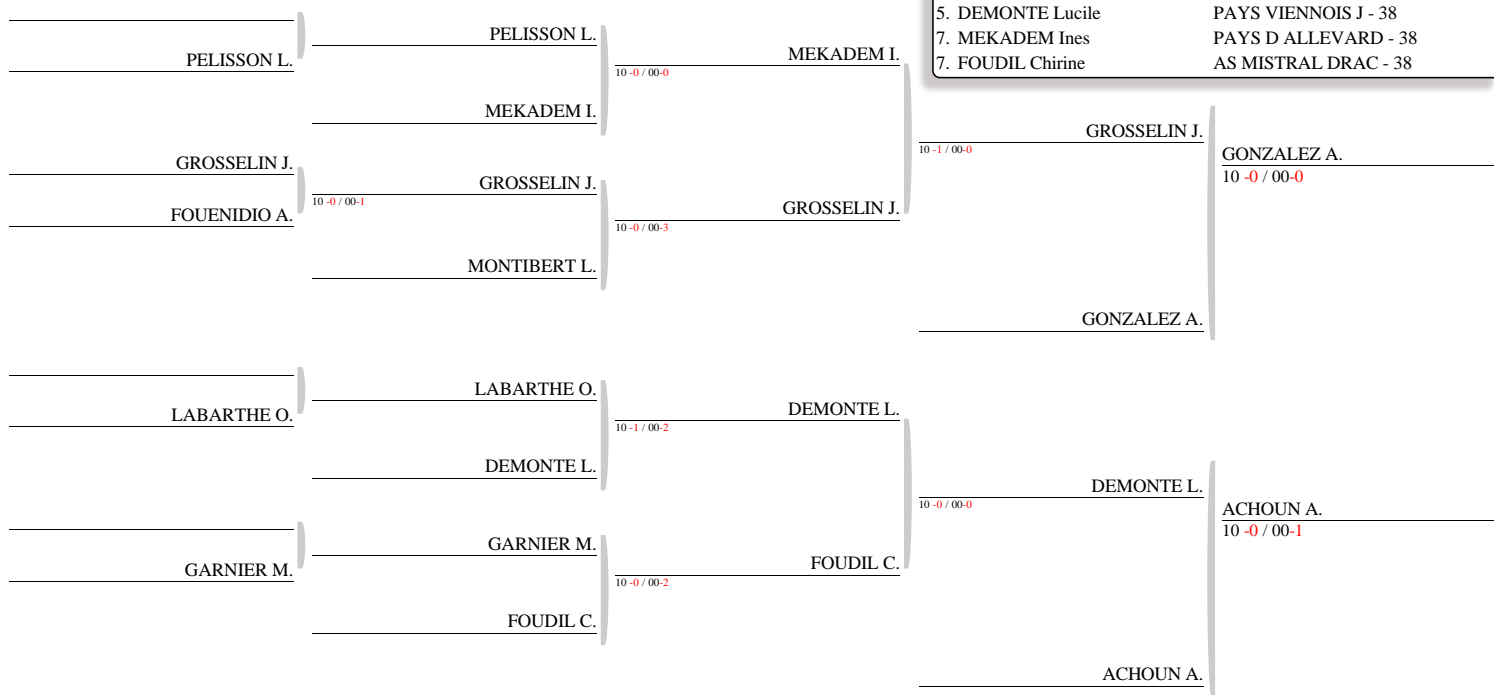 5. DEMONTE Lucile PAYS VIENNOIS J - 38
7. MEKADEM Ines PAYS D ALLEVARD - 38
7. FOUDIL Chirine AS MISTRAL DRAC - 38
PELISSON L.
GROSSELIN J.
FOUENIDIO A.
LABARTHE O.
GARNIER M.
PELISSON L.
MEKADEM I.
GROSSELIN J.
10 -0 / 00-1
MONTIBERT L.
LABARTHE O.
DEMONTE L.
GARNIER M.
FOUDIL C.
MEKADEM I.
10 -0 / 00-0
GROSSELIN J.
10 -0 / 00-3
DEMONTE L.
10 -1 / 00-2
FOUDIL C.
10 -0 / 00-2
GROSSELIN J.
10 -1 / 00-0
GONZALEZ A.
DEMONTE L.
10 -0 / 00-0
ACHOUN A.
GONZALEZ A.
10 -0 / 00-0
ACHOUN A.
10 -0 / 00-1